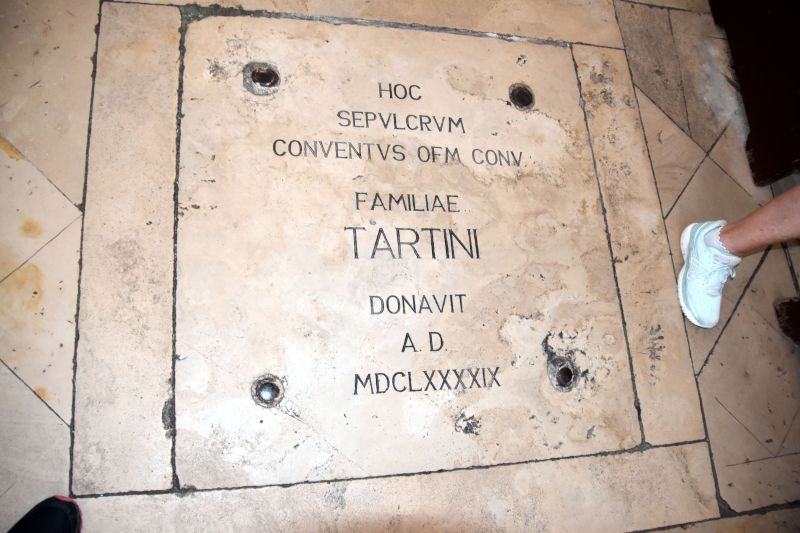 HOC
SEPVLCRVM
CONVENTVS OFM CONV
FAMILIAE
TARTINI
DONAVIT
A. D.
MDCLXXXXIX